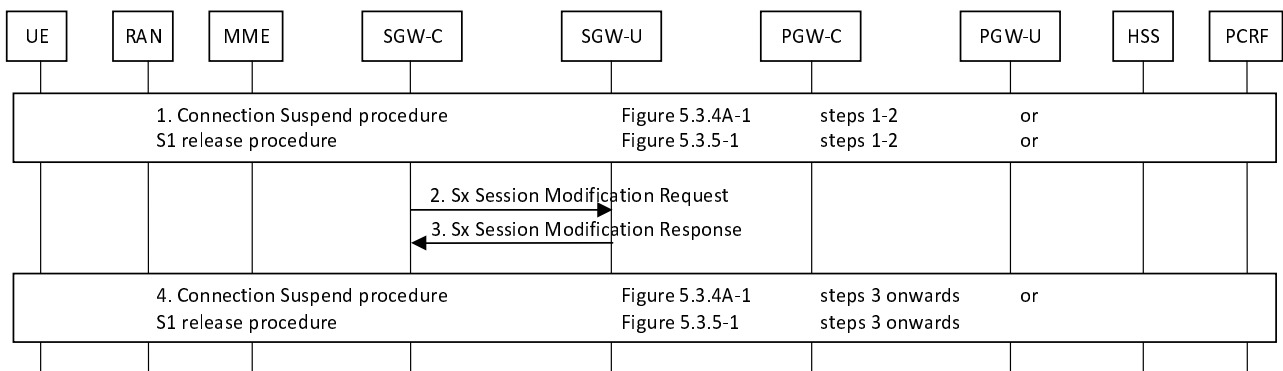 UE RAN MME SGW-C SGW-U PGW-C PGW-U HSS PCRF
1. Connection Suspend procedure Figure 5.3.4A-1 steps 1-2 or
S1 release procedure Figure 5.3.5-1 steps 1-2 or
2. Sx Session Modification Request
3. Sx Session Modification Response
4. Connection Suspend procedure Figure 5.3.4A-1 steps 3 onwards or
S1 release procedure Figure 5.3.5-1 steps 3 onwards